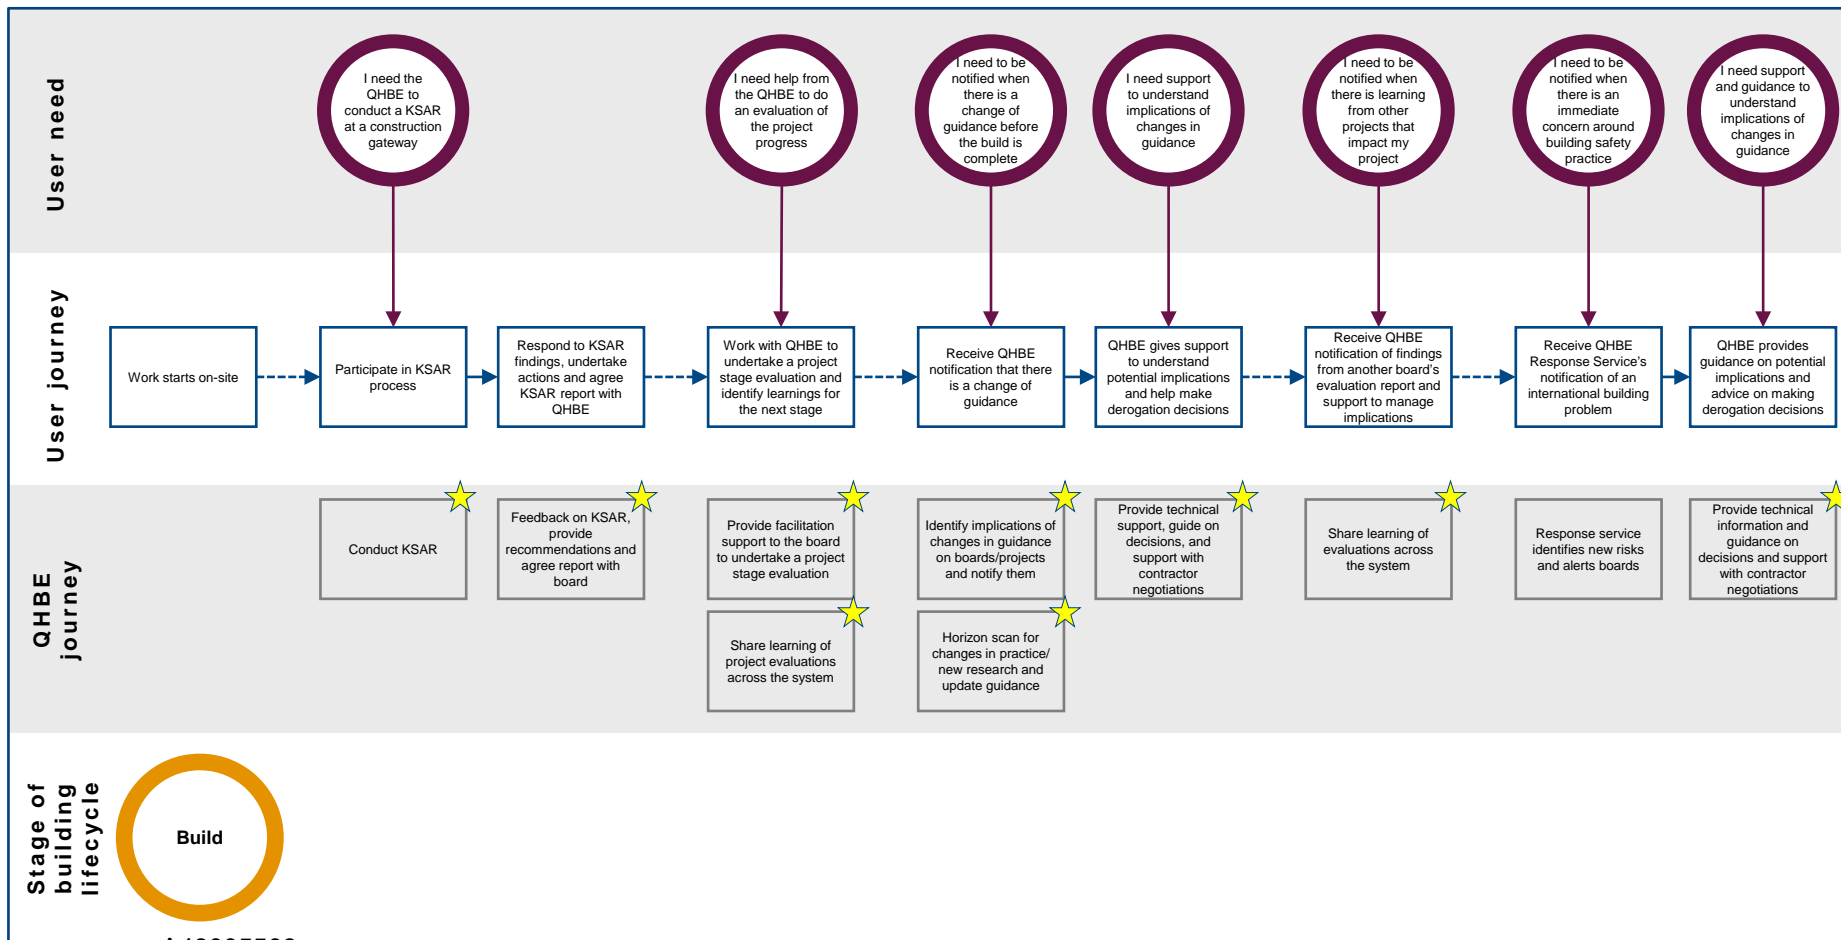 User need
I need the
QHBE to
conduct a KSAR
at a construction
gateway
I need help from
the QHBE to do
an evaluation of
the project
progress
I need to be
notified when
there is a
change of
guidance before
the build is
complete
I need support
to understand
implications of
changes in
guidance
I need to be
notified when
there is learning
from other
projects that
impact my
project
I need to be
notified when
there is an
immediate
concern around
building safety
practice
I need support
and guidance to
understand
implications of
changes in
guidance
User journey
Work starts on-site
Participate in KSAR
process
Respond to KSAR
findings, undertake
actions and agree
KSAR report with
QHBE
Work with QHBE to
undertake a project
stage evaluation and
identify learnings for
the next stage
Receive QHBE
notification that there
is a change of
guidance
QHBE gives support
to understand
potential implications
and help make
derogation decisions
Receive QHBE
notification of findings
from another board's
evaluation report and
support to manage
implications
Receive QHBE
Response Service's
notification of an
international building
problem
QHBE provides
guidance on potential
implications and
advice on making
derogation decisions
QHBE
journey
Conduct KSAR
Feedback on KSAR,
provide
recommendations and
agree report with
board
Provide facilitation
support to the board
to undertake a project
stage evaluation
Identify implications of
changes in guidance
on boards/projects
and notify them
Provide technical
support, guide on
decisions, and
support with
contractor
negotiations
Share learning of
evaluations across
the system
Response service
identifies new risks
and alerts boards
Provide technical
information and
guidance on
decisions and support
with contractor
negotiations
Share learning of
project evaluations
across the system
Horizon scan for
changes in practice/
new research and
update guidance
Stage of
building
lifecycle
Build